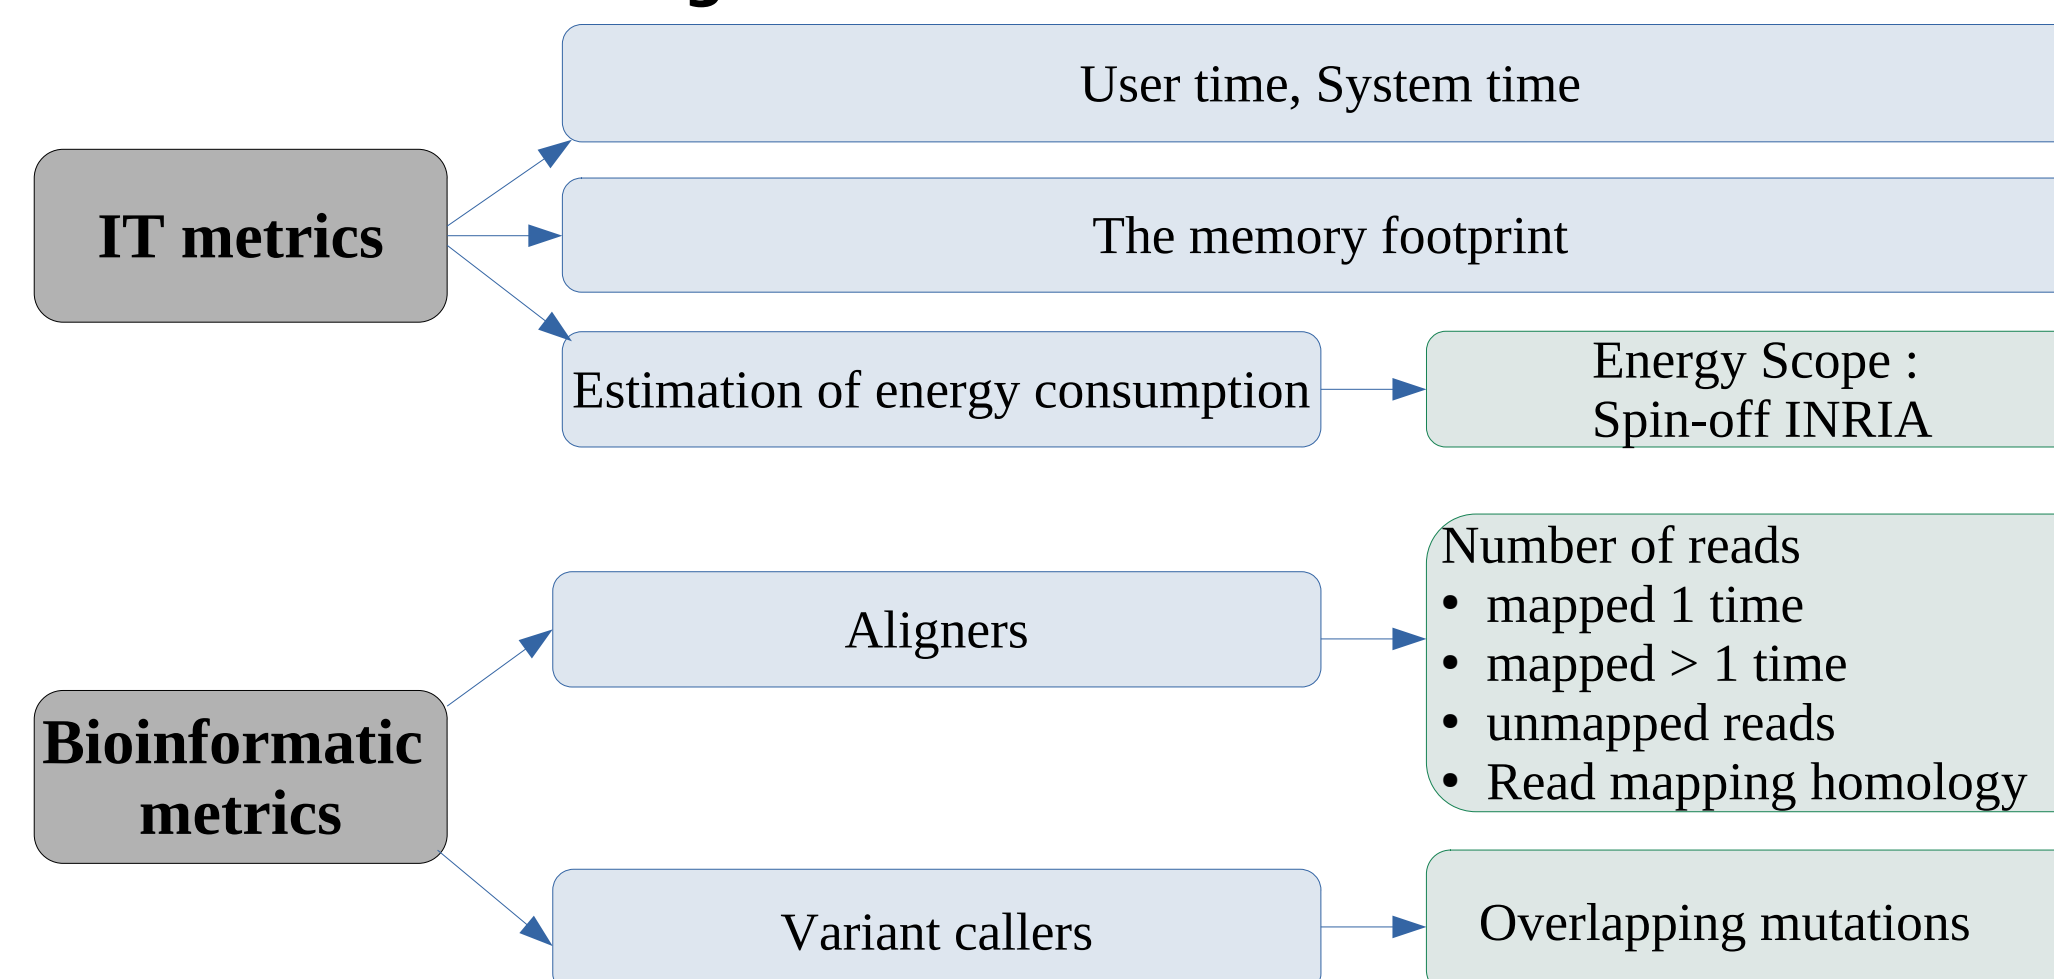 User time, System time
IT metrics
The memory footprint
Estimation of energy consumption
Energy Scope :
Spin-off INRIA
Bioinformatic
metrics
Aligners
Number of reads
• mapped 1 time
• mapped > 1 time
• unmapped reads
• Read mapping homology
Variant callers
Overlapping mutations